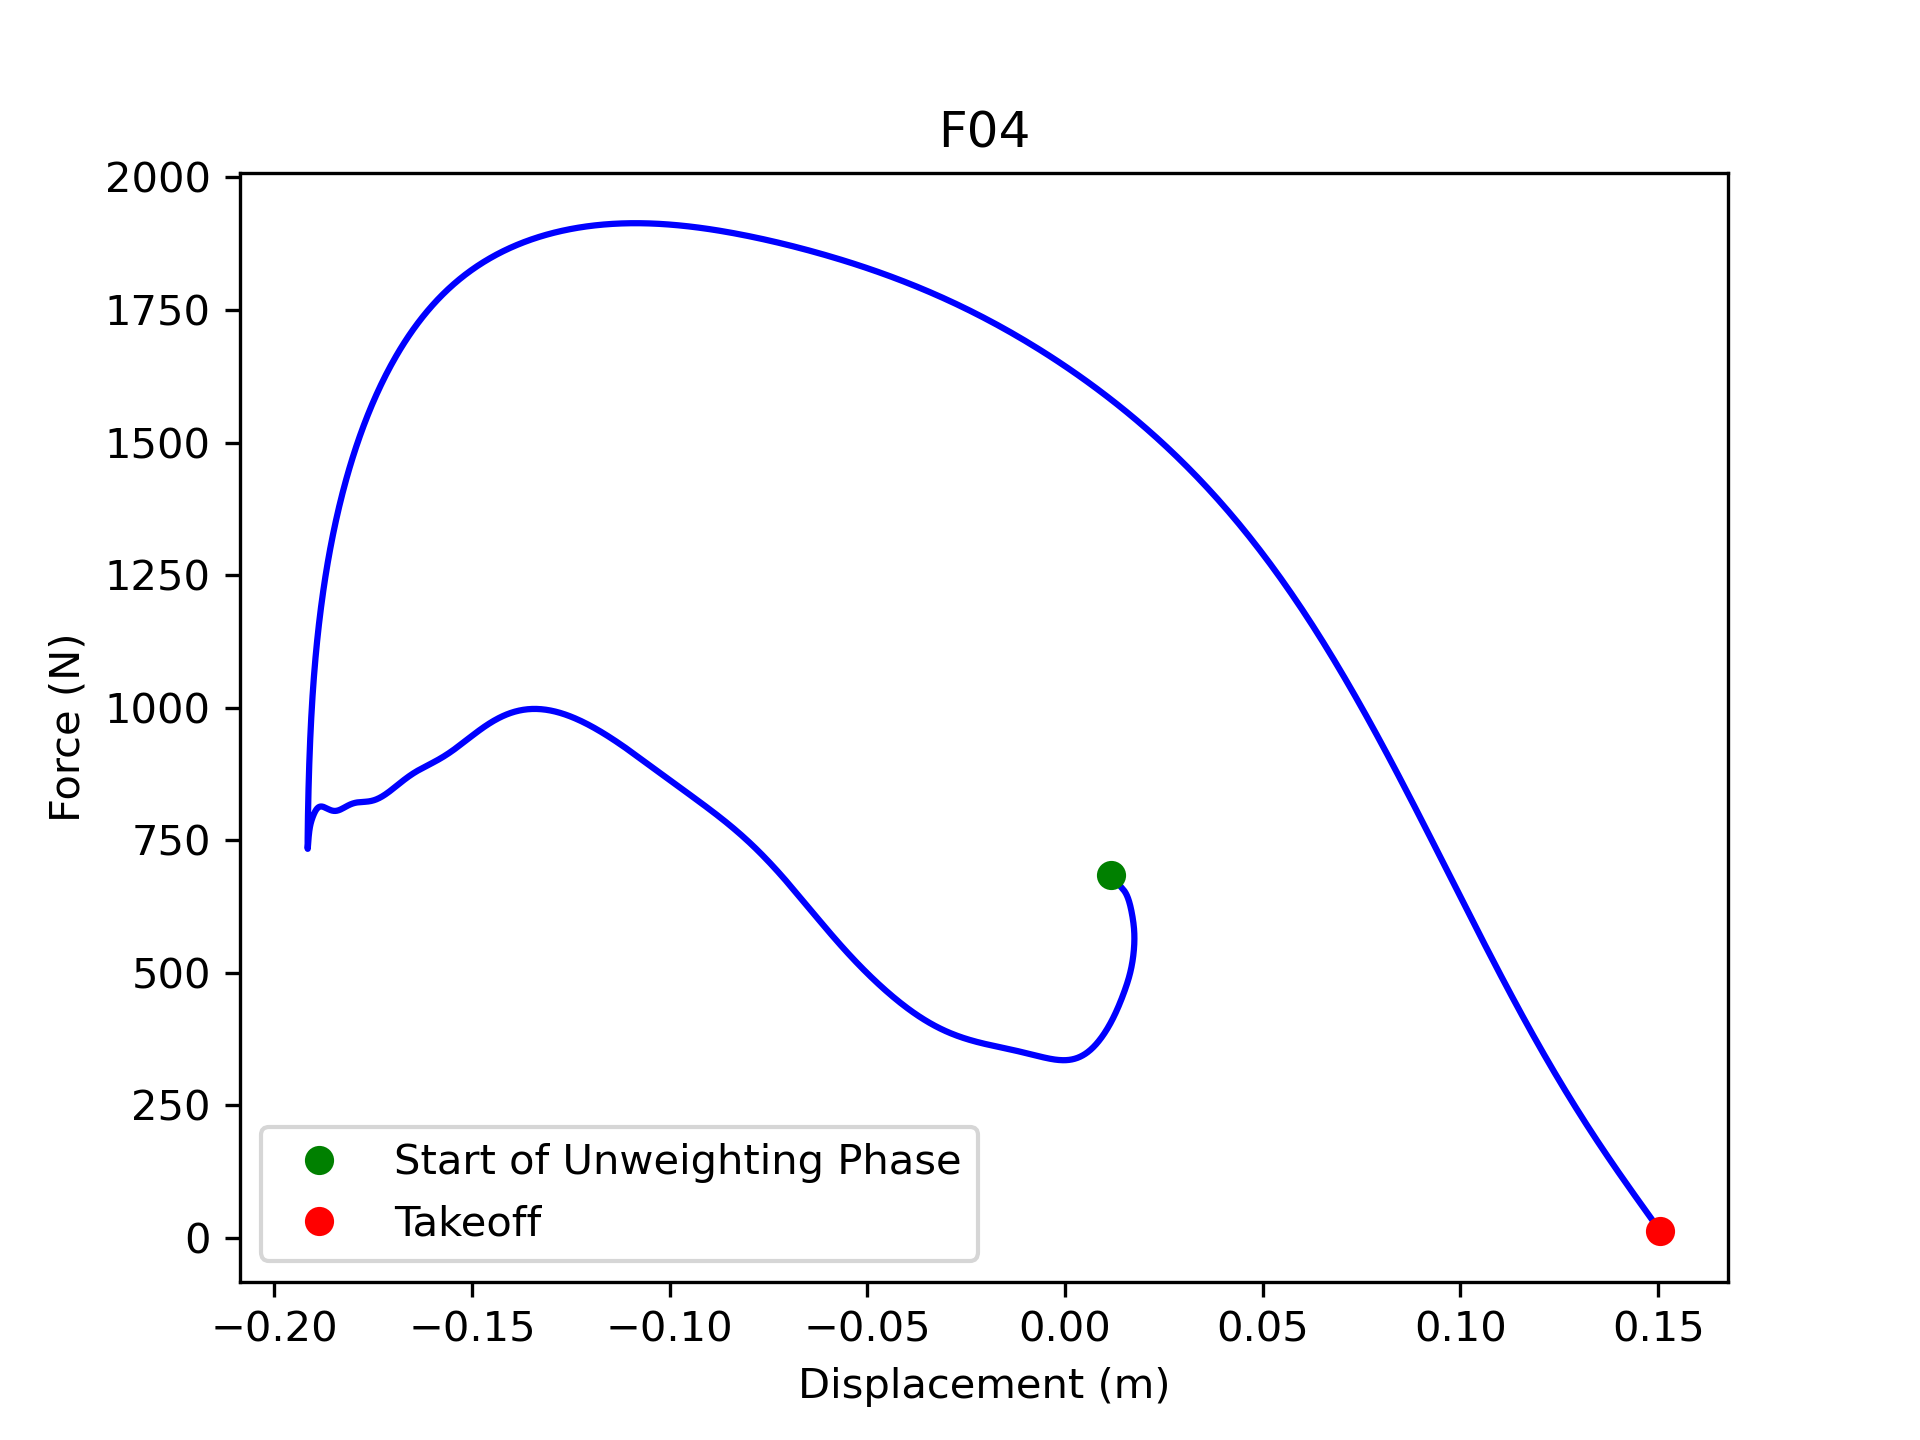 F04
2000
1750
1500
1250
1000
750
500
250
0
Force (N)
Start of Unweighting Phase
Takeoff
−0.20 −0.15 −0.10 −0.05 0.00 0.05 0.10 0.15
Displacement (m)